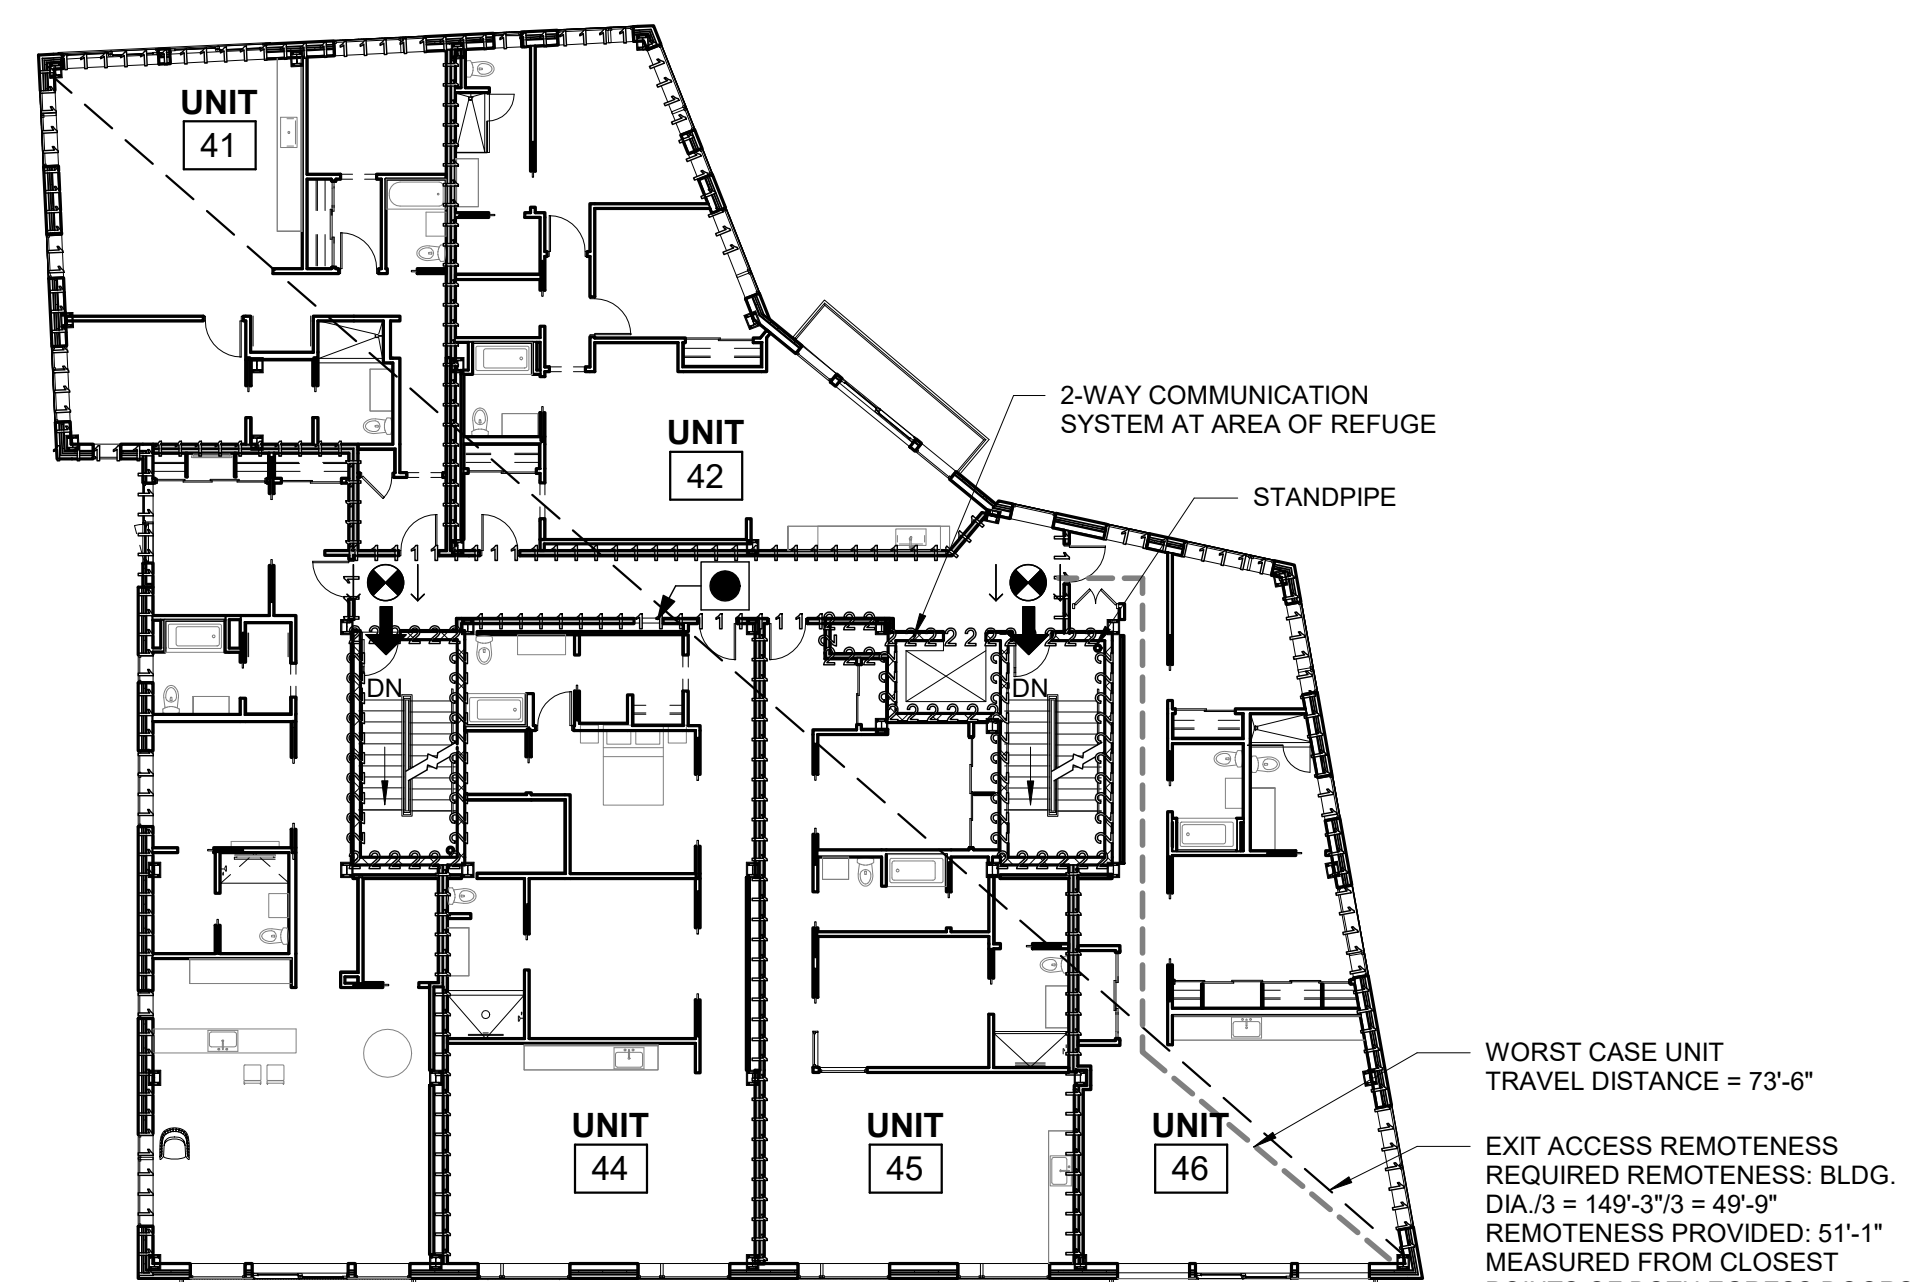 UNIT
41
UNIT
42
2-WAY COMMUNICATION
SYSTEM AT AREA OF REFUGE
STANDPIPE
DN
DN
UNIT
44
UNIT
45
UNIT
46
WORST CASE UNIT
TRAVEL DISTANCE = 73'-6"
EXIT ACCESS REMOTENESS
REQUIRED REMOTENESS: BLDG.
DIA./3 = 149'-3"/3 = 49'-9"
REMOTENESS PROVIDED: 51'-1"
MEASURED FROM CLOSEST